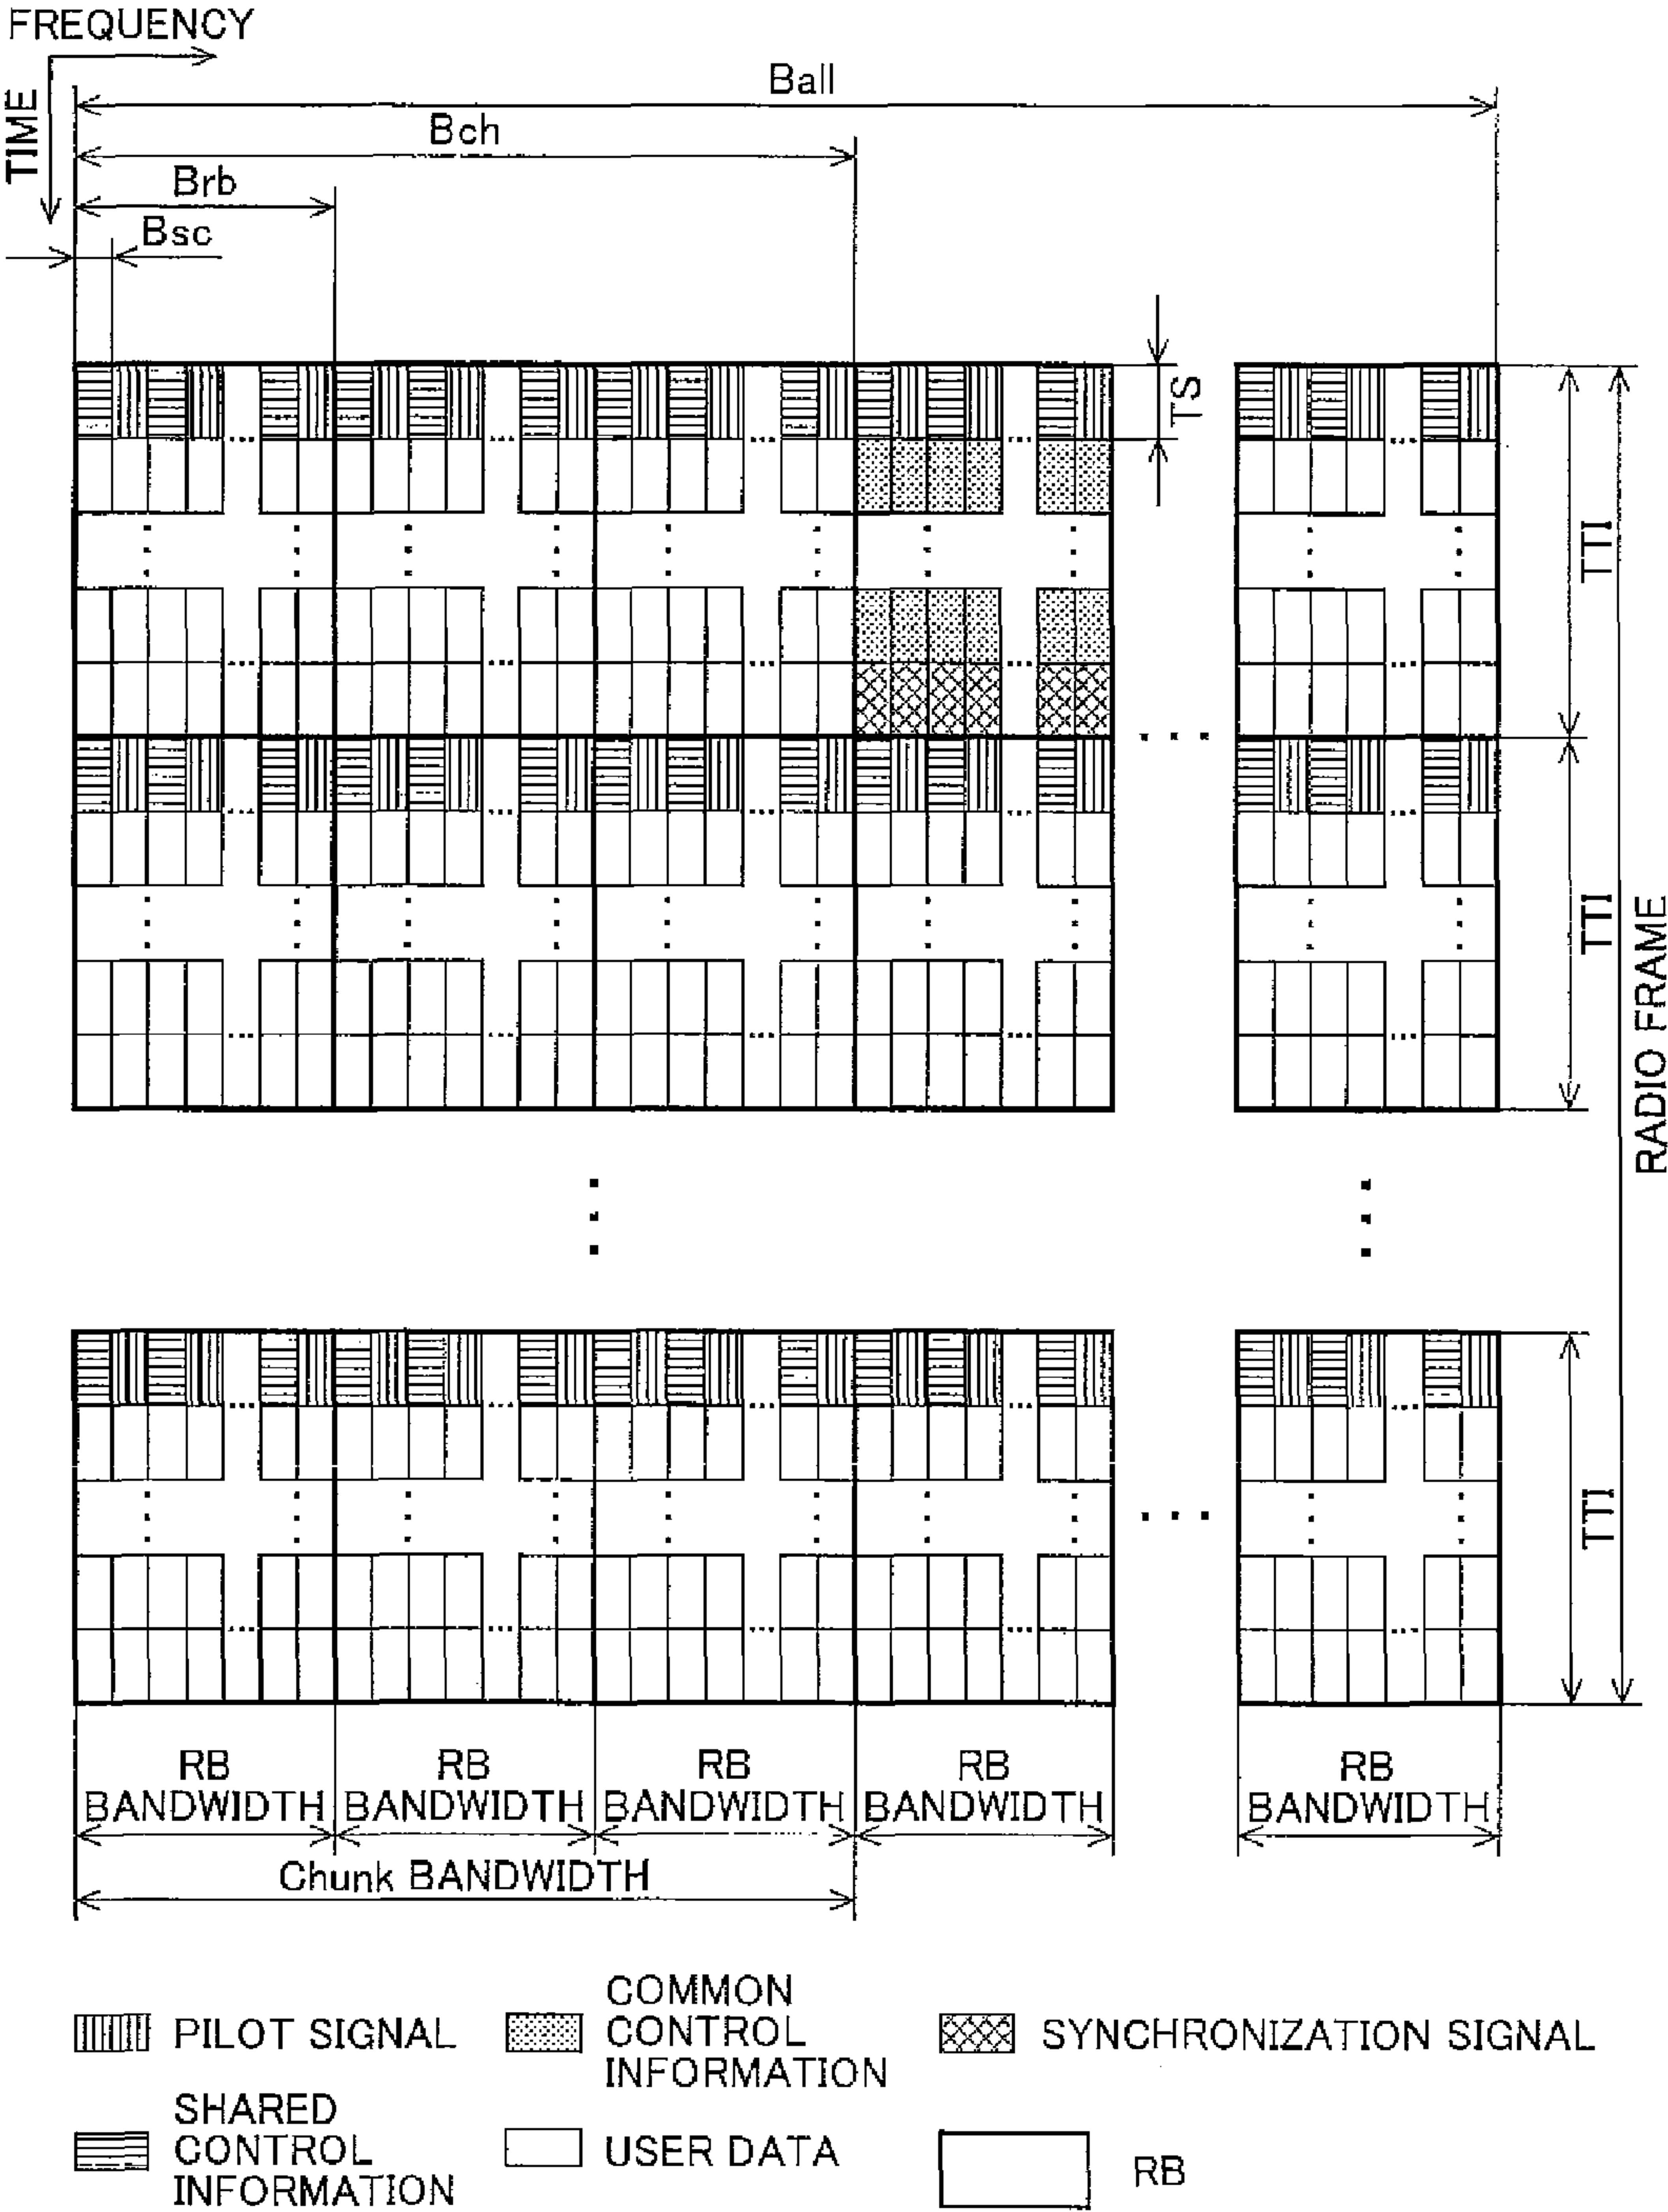 FREQUENCY
TIME
Ball
Bch
Brb
Bsc
TS
TTI
TTI
RADIO FRAME
TTI
RB
BANDWIDTH
RB
BANDWIDTH
RB
BANDWIDTH
RB
BANDWIDTH
RB
BANDWIDTH
Chunk BANDWIDTH
PILOT SIGNAL
COMMON
CONTROL
INFORMATION
SYNCHRONIZATION SIGNAL
SHARED
CONTROL
INFORMATION
USER DATA
RB